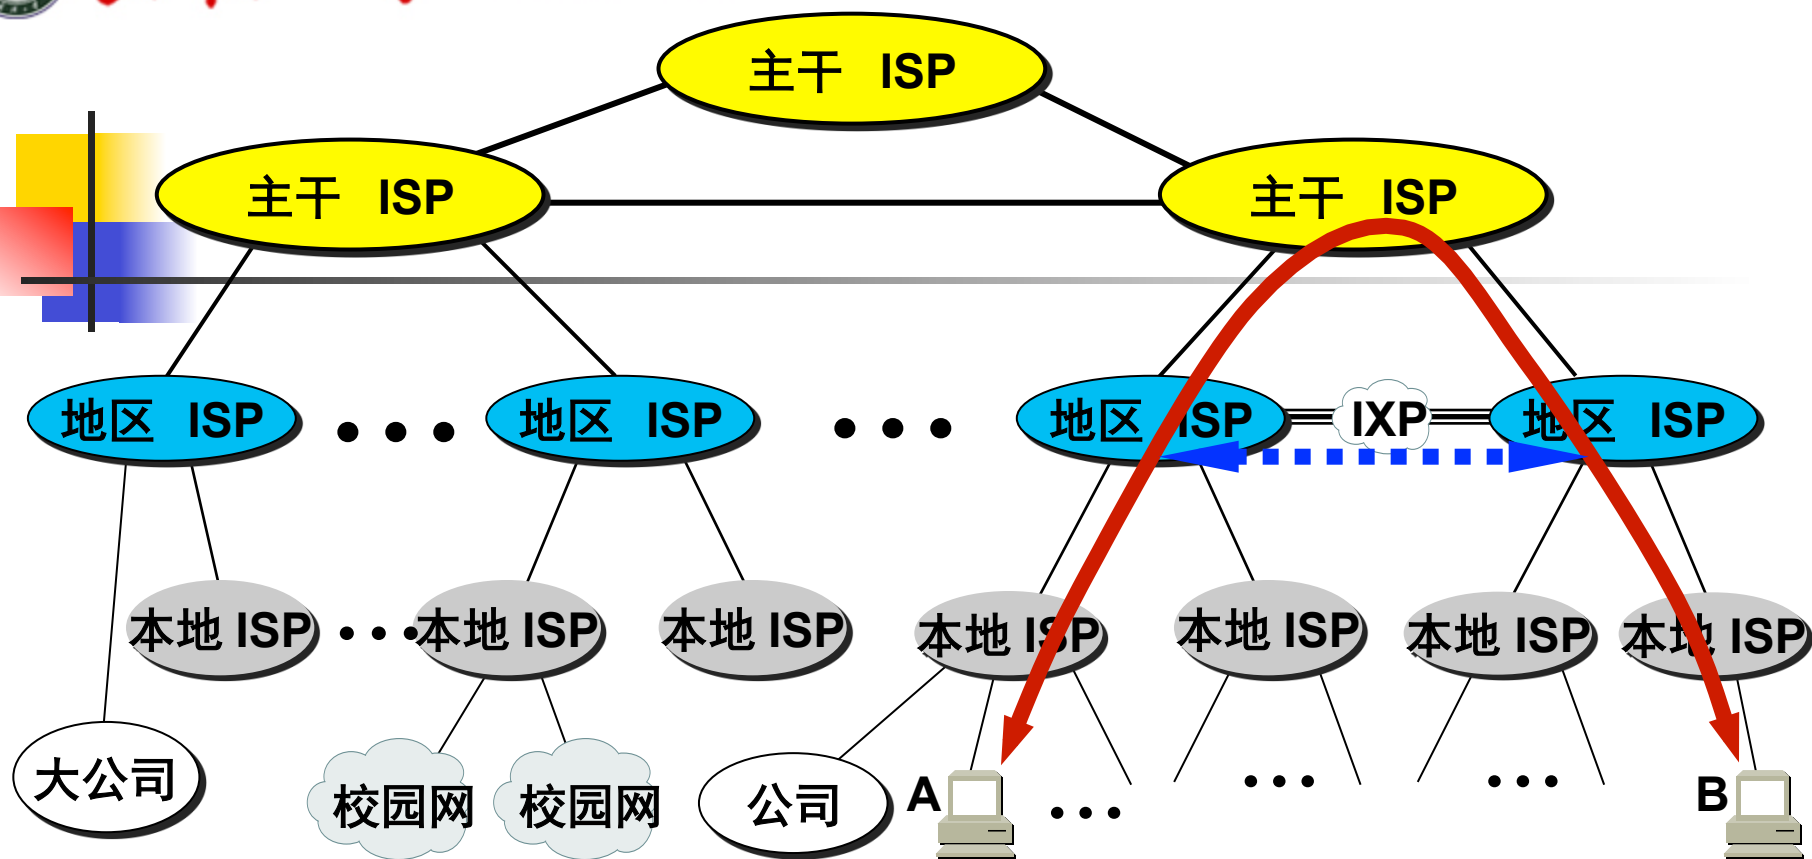 主干 ISP
主干 ISP
主干 ISP
地区 ISP
地区 ISP
地区 ISP
IXP
地区 ISP
本地 ISP
本地 ISP
本地 ISP
本地 ISP
本地 ISP
本地 ISP
本地 ISP
大公司
校园网
校园网
公司
A
B